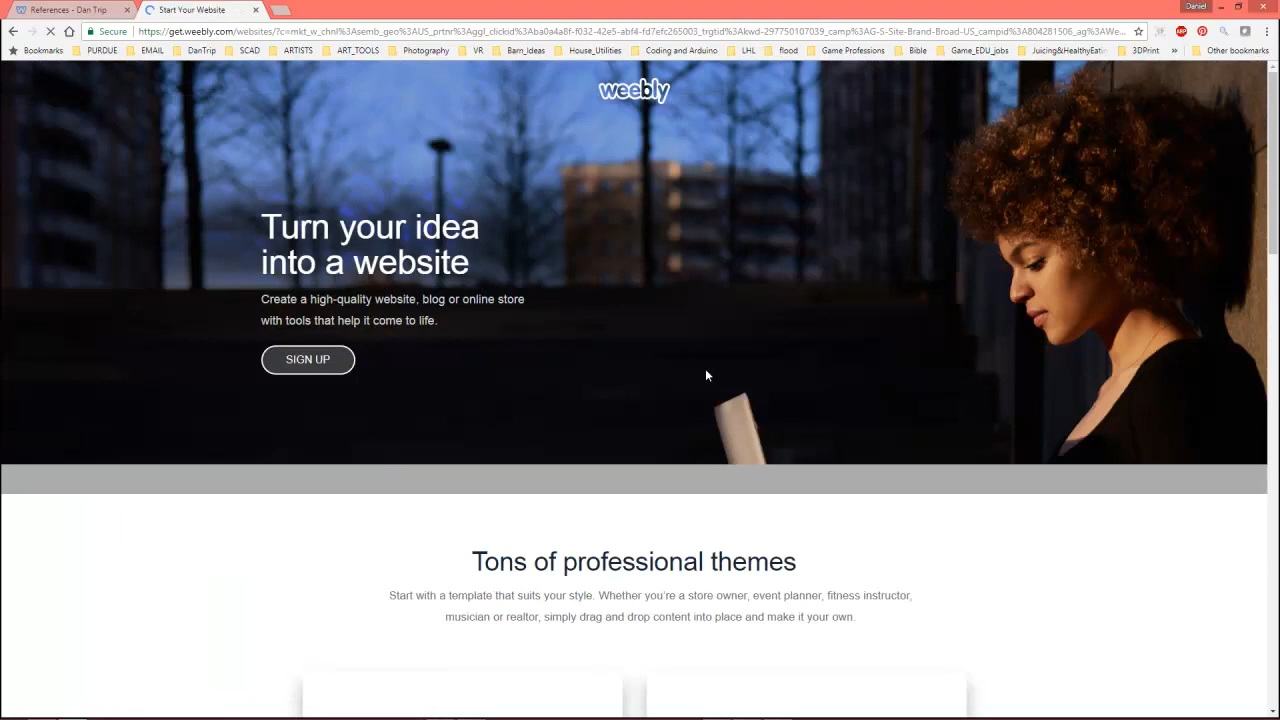 References - Dan Trip
Start Your Website
Daniel
Secure
https://get.weebly.com/websites/?c=mkt_w_chnl%3Asemb_geo%3AUS_prtnr%3Aggl_clickid%3Aba0a4a8f-f032-42e5-abf4-fd7efc265003_trgtid%3Akwd-297750107039_camp%3AG-S-Site-Brand-Broad-US_campid%3A804281506_ag%3AWe...
Bookmarks PURDUE EMAIL DanTrip SCAD ARTISTS ART_TOOLS Photography VR Barn_Ideas House_Utilities Coding and Arduino LHL flood Game Professions Bible Game_EDU_jobs Juicing&HealthyEatin 3DPrint » Other bookmarks
weebly
Turn your idea
into a website
Create a high-quality website, blog or online store
with tools that help it come to life.
SIGN UP
Tons of professional themes
Start with a template that suits your style. Whether you're a store owner, event planner, fitness instructor,
musician or realtor, simply drag and drop content into place and make it your own.